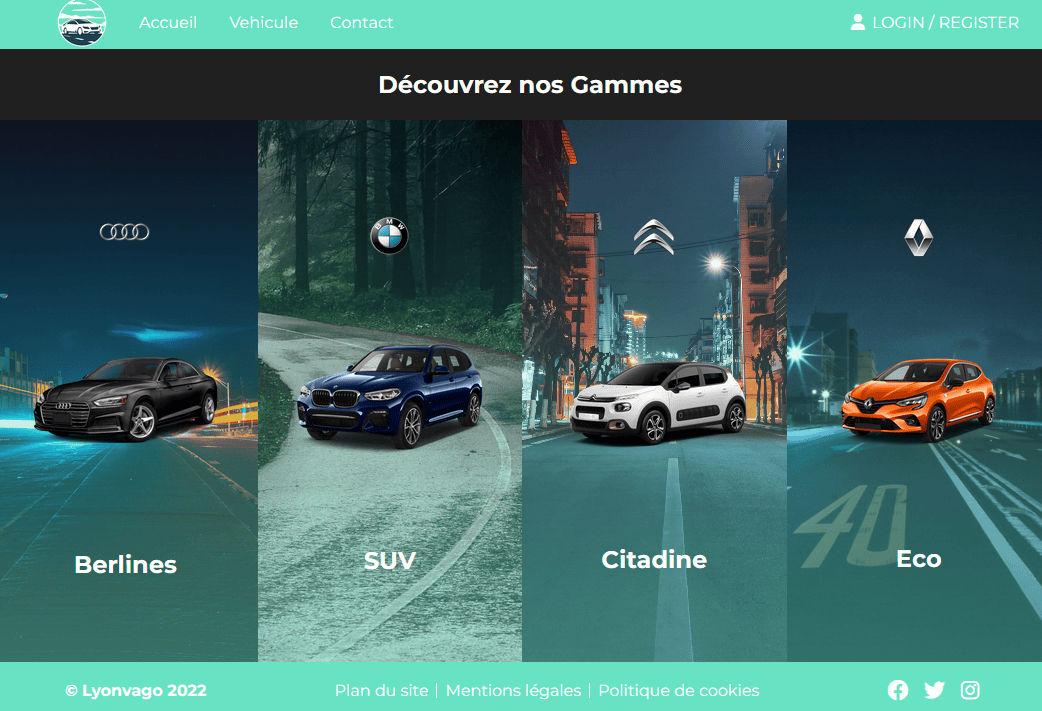 Accueil Vehicule Contact LOGIN / REGISTER
Découvrez nos Gammes
BMW
40
Berlines SUV Citadine Eco
© Lyonvago 2022 Plan du site | Mentions légales | Politique de cookies